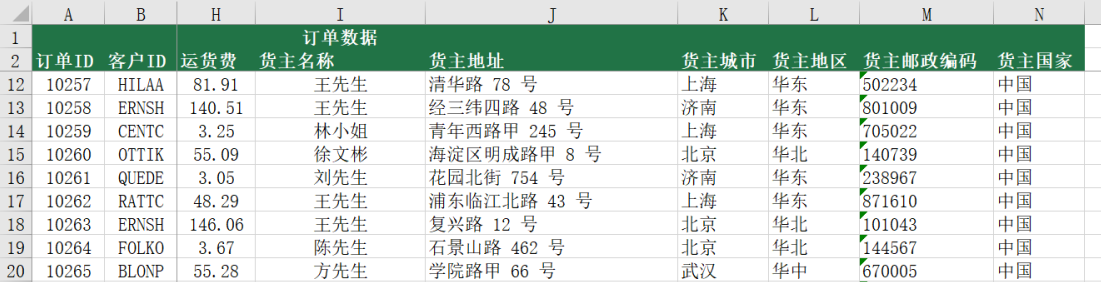 A B H I J K L M N
1 订单数据
2 订单ID 客户ID 运货费 货主名称 货主地址 货主城市 货主地区 货主邮政编码 货主国家
12 10257 HILAA 81.91 王先生 清华路 78 号 上海 华东 502234 中国
13 10258 ERNSH 140.51 王先生 经三纬四路 48 号 济南 华东 801009 中国
14 10259 CENTC 3.25 林小姐 青年西路甲 245 号 上海 华东 705022 中国
15 10260 OTTIK 55.09 徐文彬 海淀区明成路甲 8 号 北京 华北 140739 中国
16 10261 QUEDE 3.05 刘先生 花园北街 754 号 济南 华东 238967 中国
17 10262 RATTC 48.29 王先生 浦东临江北路 43 号 上海 华东 871610 中国
18 10263 ERNSH 146.06 王先生 复兴路 12 号 北京 华北 101043 中国
19 10264 FOLKO 3.67 陈先生 石景山路 462 号 北京 华北 144567 中国
20 10265 BLONP 55.28 方先生 学院路甲 66 号 武汉 华中 670005 中国